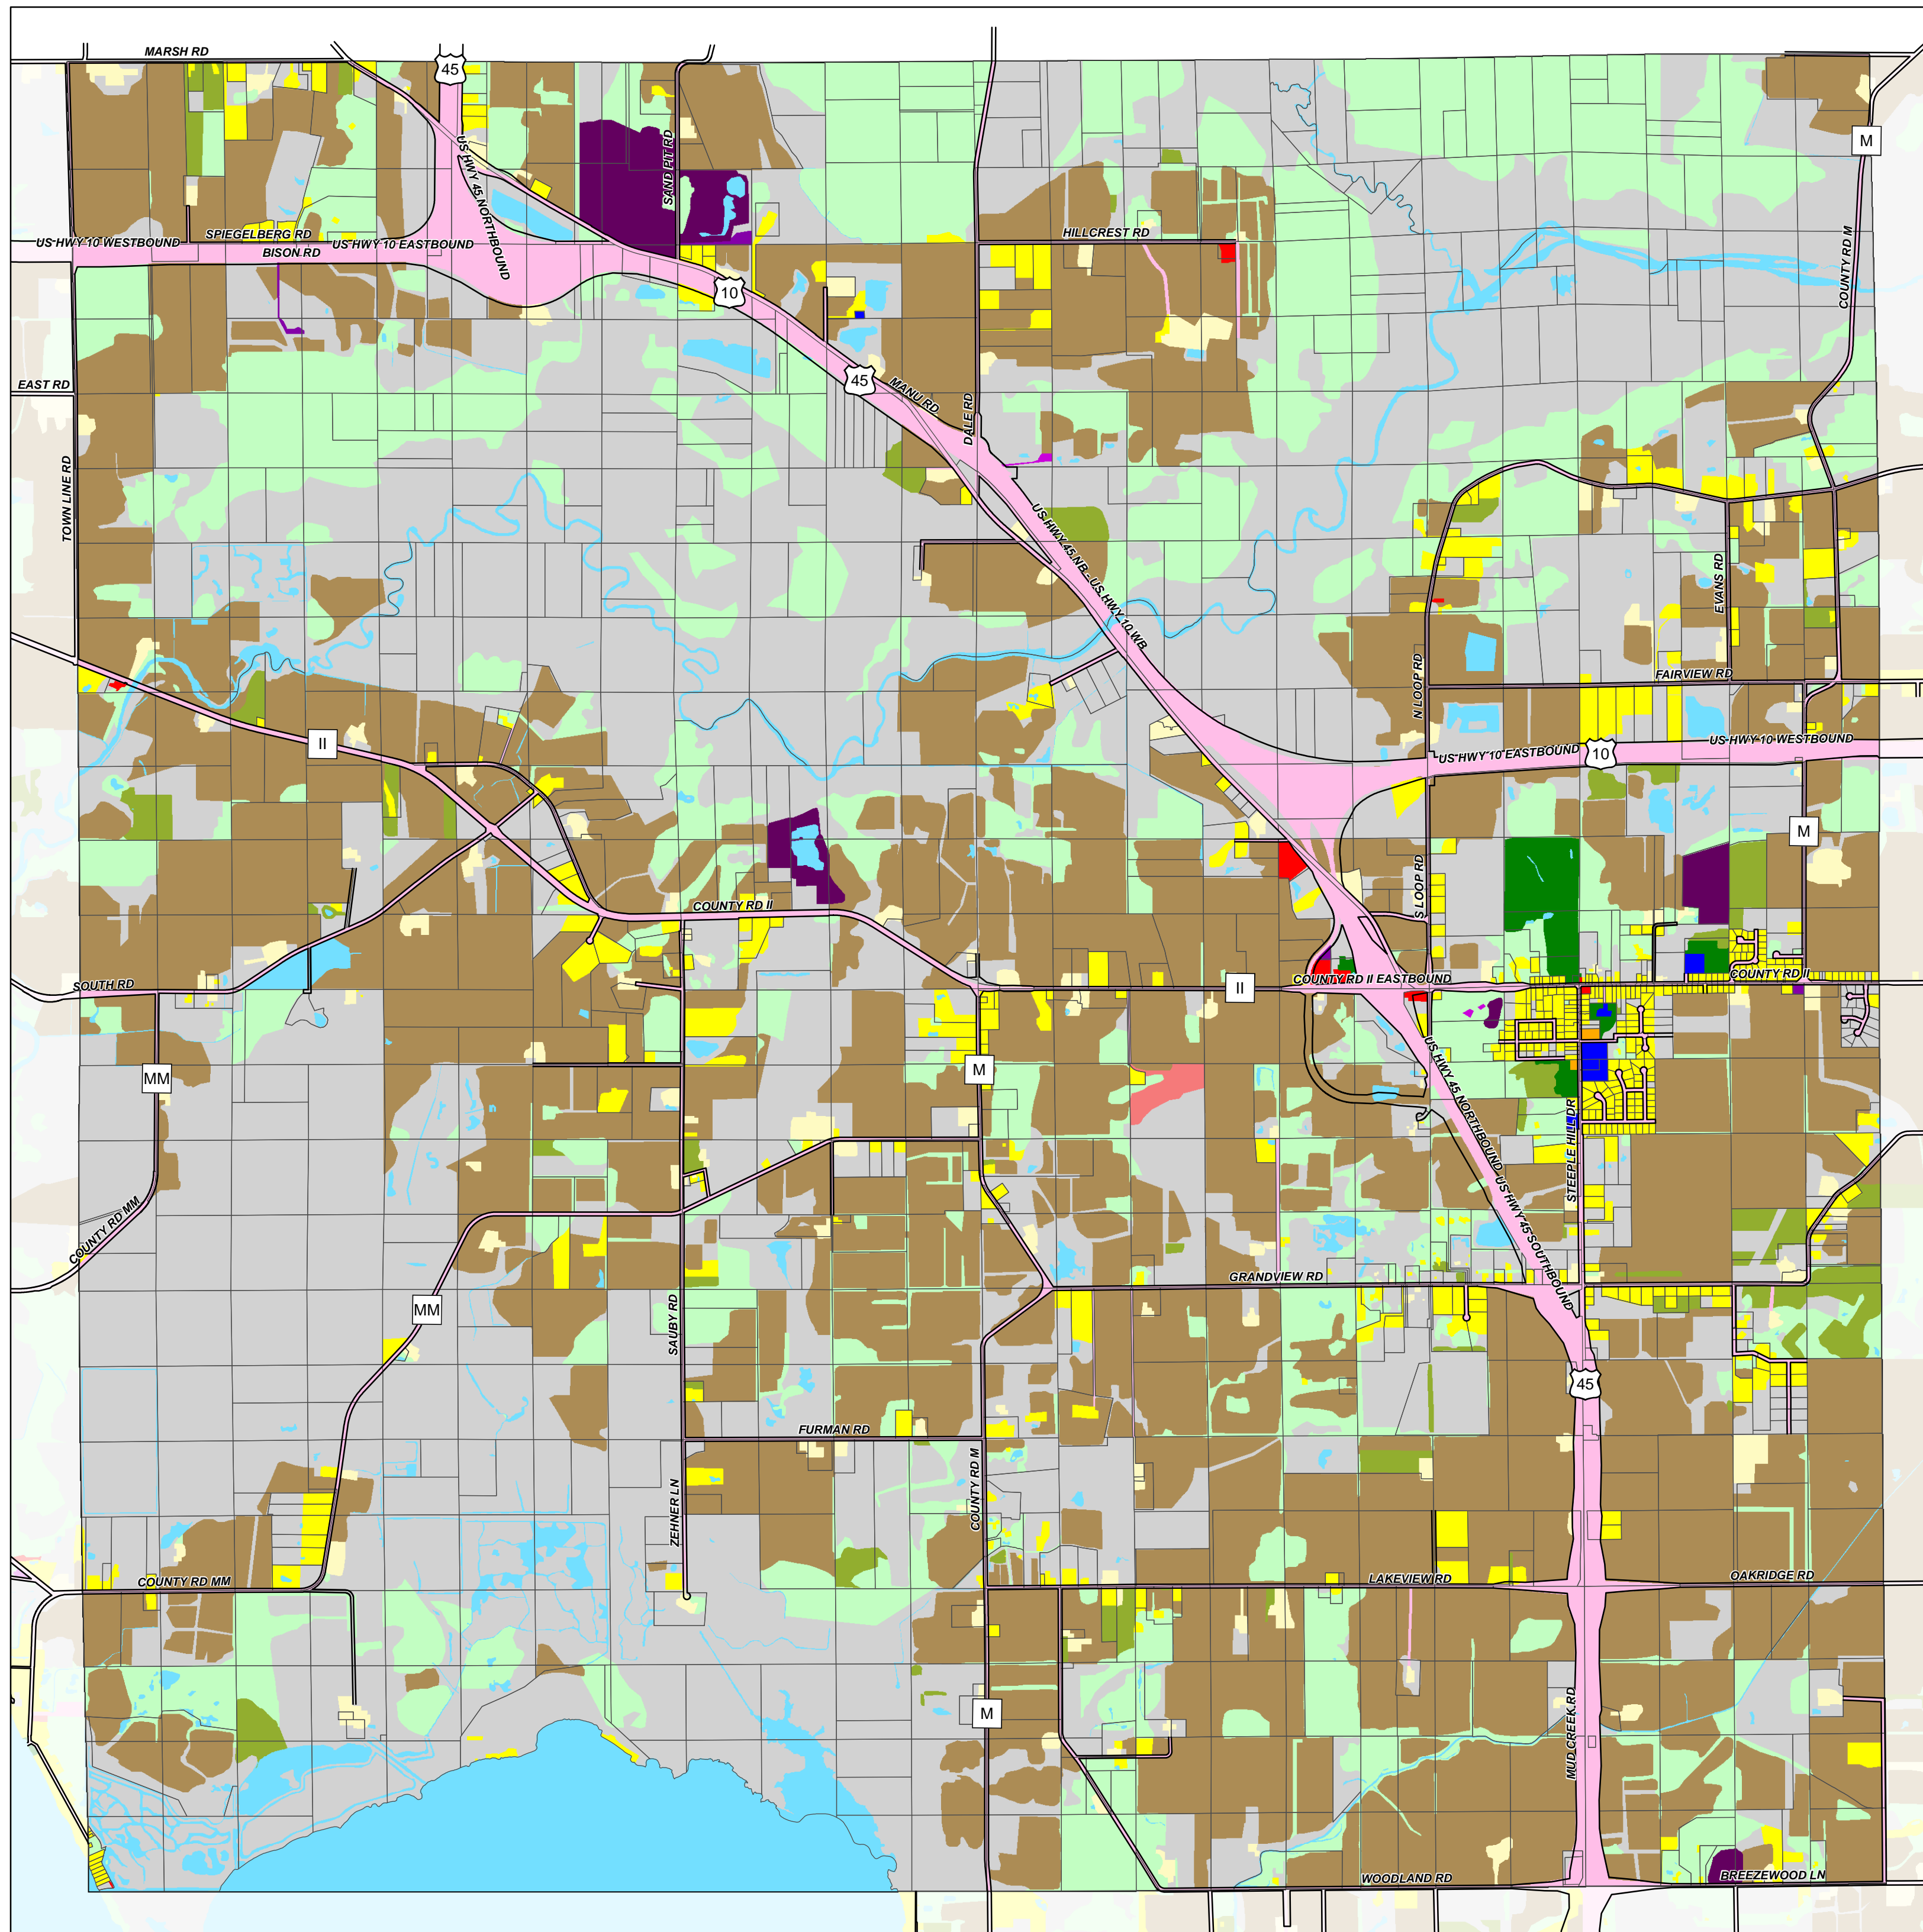 MARSH RD
45
M
SAND PIT RD
US HWY 45 NORTHBOUND
SPIEGELBERG RD
HILLCREST RD
US HWY 10 WESTBOUND
US HWY 10 EASTBOUND
BISON RD
COUNTY RD M
10
EAST RD
45
MANU RD
DALE RD
TOWN LINE RD
US HWY 45 NB - US HWY 10 WB
EVANS RD
FAIRVIEW RD
N LOOP RD
II
US HWY 10 EASTBOUND
10
US HWY 10 WESTBOUND
M
S LOOP RD
COUNTY RD II
COUNTY RD II
SOUTH RD
II
COUNTY RD II EASTBOUND
MM
M
US HWY 45 NORTHBOUND
US HWY 45 SOUTHBOUND
STEEPLE HILL DR
COUNTY RD MM
GRANDVIEW RD
MM
SAUBY RD
45
FURMAN RD
COUNTY RD M
ZEHNER LN
COUNTY RD MM
LAKEVIEW RD
OAKRIDGE RD
M
MUD CREEK RD
WOODLAND RD
BREEZEWOOD LN